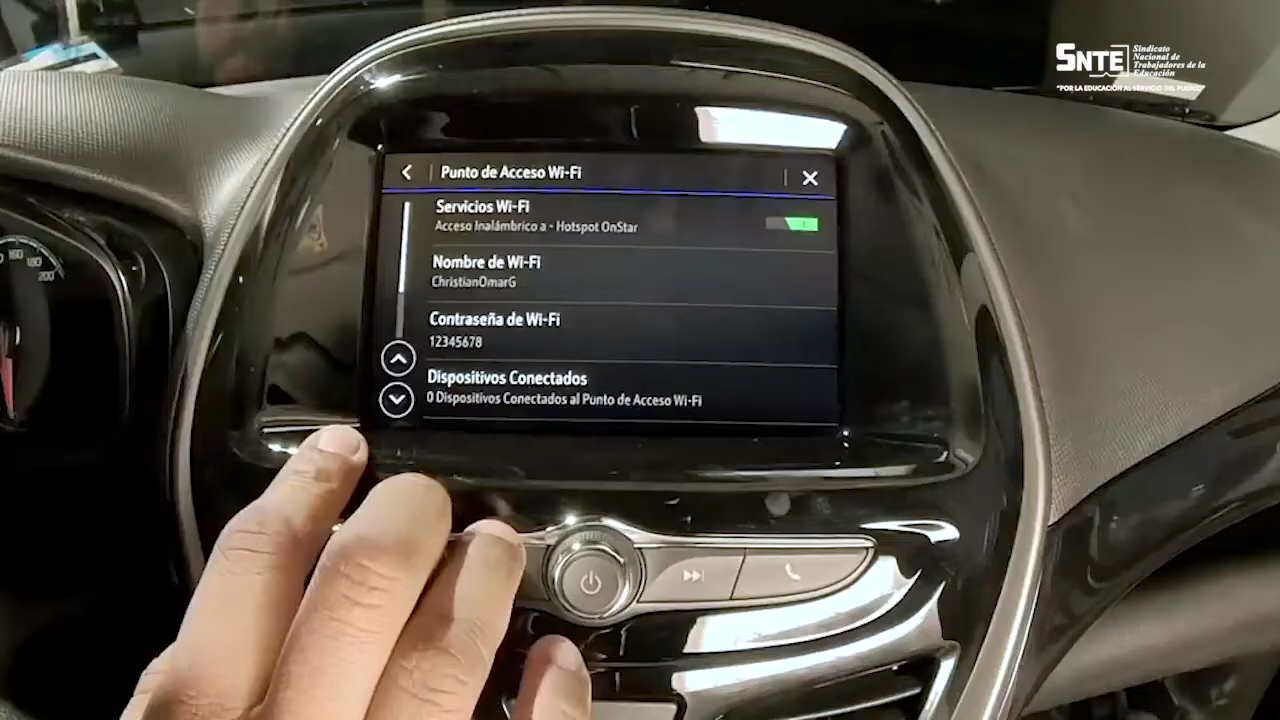 SNTE
Sindicato
Nacional de
Trabajadores de la
Educación
"POR LA EDUCACIÓN AL SERVICIO DEL PUEBLO"
Punto de Acceso Wi-Fi
Servicios Wi-Fi
Acceso Inalámbrico a - Hotspot OnStar
Nombre de Wi-Fi
ChristianOmarG
Contraseña de Wi-Fi
12345678
Dispositivos Conectados
0 Dispositivos Conectados al Punto de Acceso Wi-Fi
160
180
200